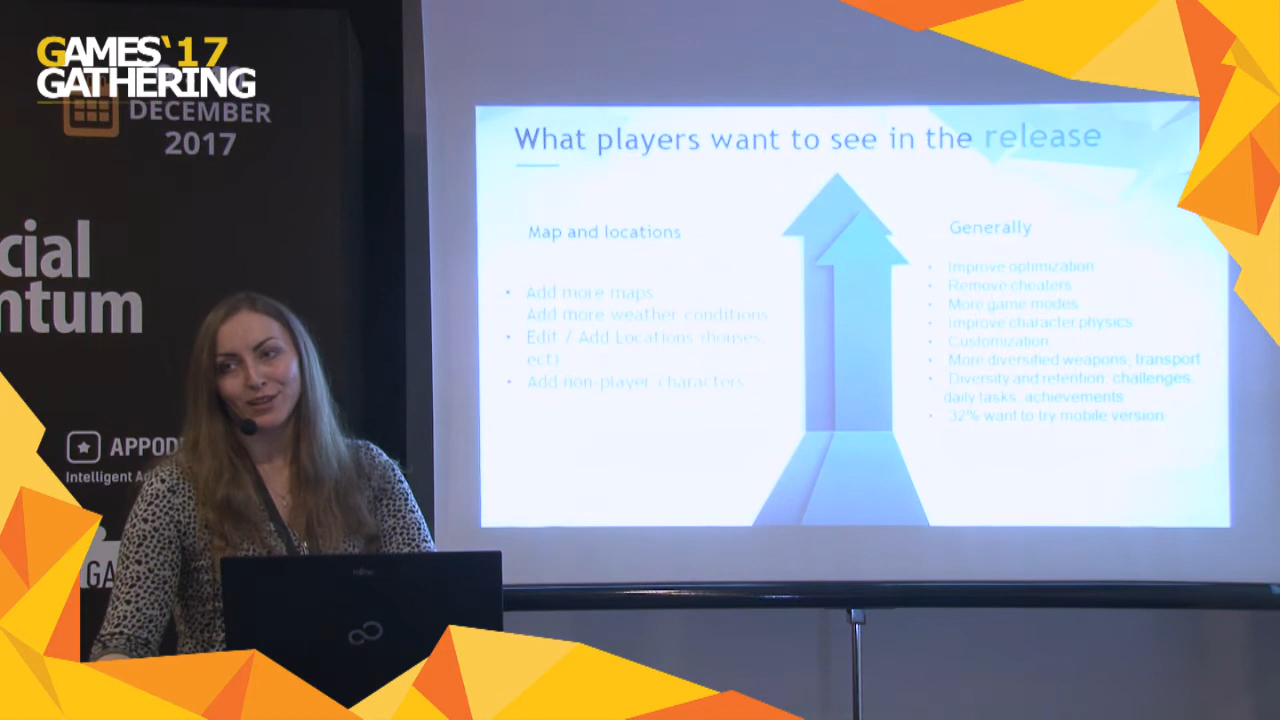 GAMES'17
GATHERING
DECEMBER
2017
cial
ntum
APPOD
Intelligent Ad
GA
FUJITSU
What players want to see in the release
Map and locations
• Add more maps
Add more weather conditions
• Edit / Add Locations (houses,
ect)
• Add non-player characters
Generally
• Improve optimization
• Remove cheaters
• More game modes
• Improve character physics
• Customization
• More diversified weapons, transport
• Diversity and retention: challenges,
daily tasks, achievements
• 32% want to try mobile version